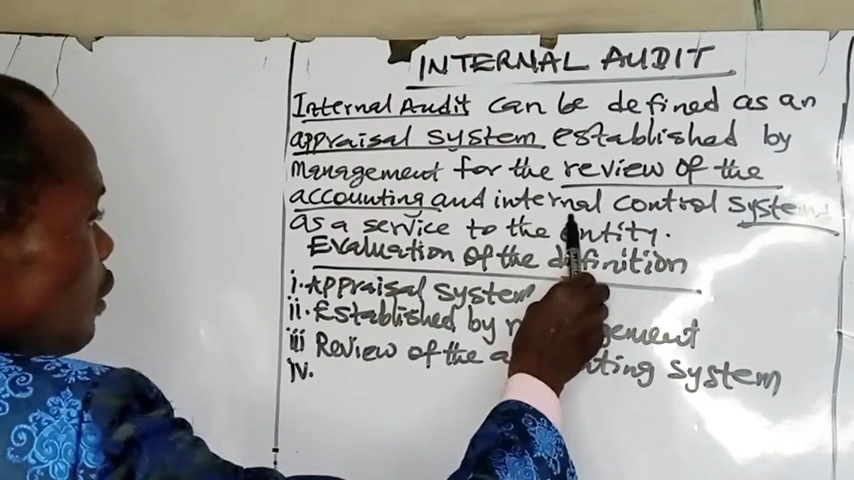 INTERNAL AUDIT
Internal Audit can be defined as an
appraisal system established by
management for the review of the
accounting and internal control system
as a service to the entity.
Evaluation of the definition
i. Appraisal system
ii. Established by management
iii Review of the accounting system
iv.